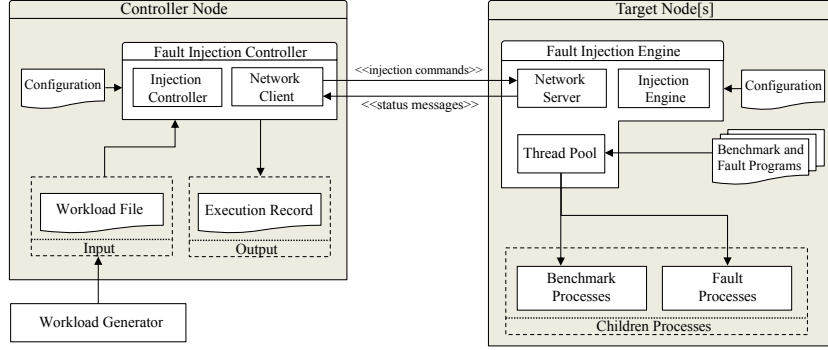 Controller Node
Fault Injection Controller
Configuration
Injection
Controller
Network
Client
Workload File
Input
Execution Record
Output
Workload Generator
<<injection commands>>
<<status messages>>
Target Node[s]
Fault Injection Engine
Network
Server
Injection
Engine
Configuration
Thread Pool
Benchmark and
Fault Programs
Benchmark
Processes
Fault
Processes
Children Processes